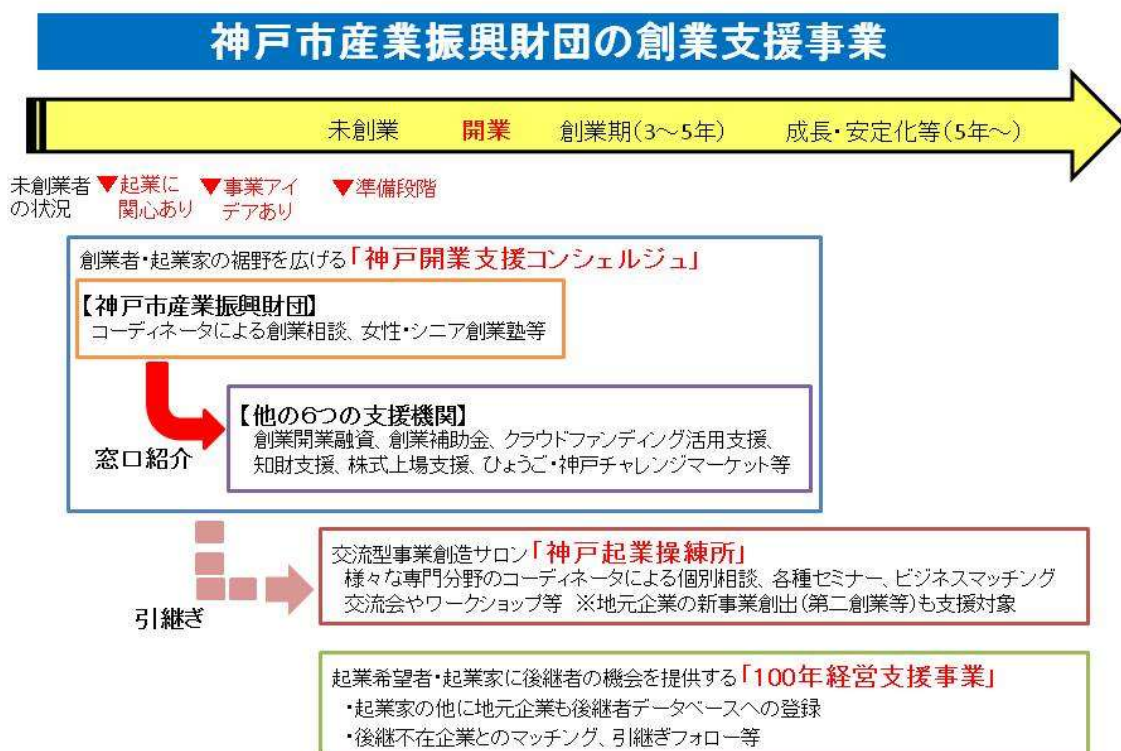 神戸市産業振興財団の創業支援事業
未創業 開業 創業期(3～5年) 成長・安定化等(5年～)
未創業者の状況
▼起業に関心あり
▼事業アイデアあり
▼準備段階
創業者・起業家の裾野を広げる「神戸開業支援コンシェルジュ」
【神戸市産業振興財団】
コーディネータによる創業相談、女性・シニア創業塾等
窓口紹介
【他の6つの支援機関】
創業開業融資、創業補助金、クラウドファンディング活用支援、
知財支援、株式上場支援、ひょうご・神戸チャレンジマーケット等
引継ぎ
交流型事業創造サロン「神戸起業操練所」
様々な専門分野のコーディネータによる個別相談、各種セミナー、ビジネスマッチング
交流会やワークショップ等 ※地元企業の新事業創出(第二創業等)も支援対象
起業希望者・起業家に後継者の機会を提供する「100年経営支援事業」
・起業家の他に地元企業も後継者データベースへの登録
・後継不在企業とのマッチング、引継ぎフォロー等